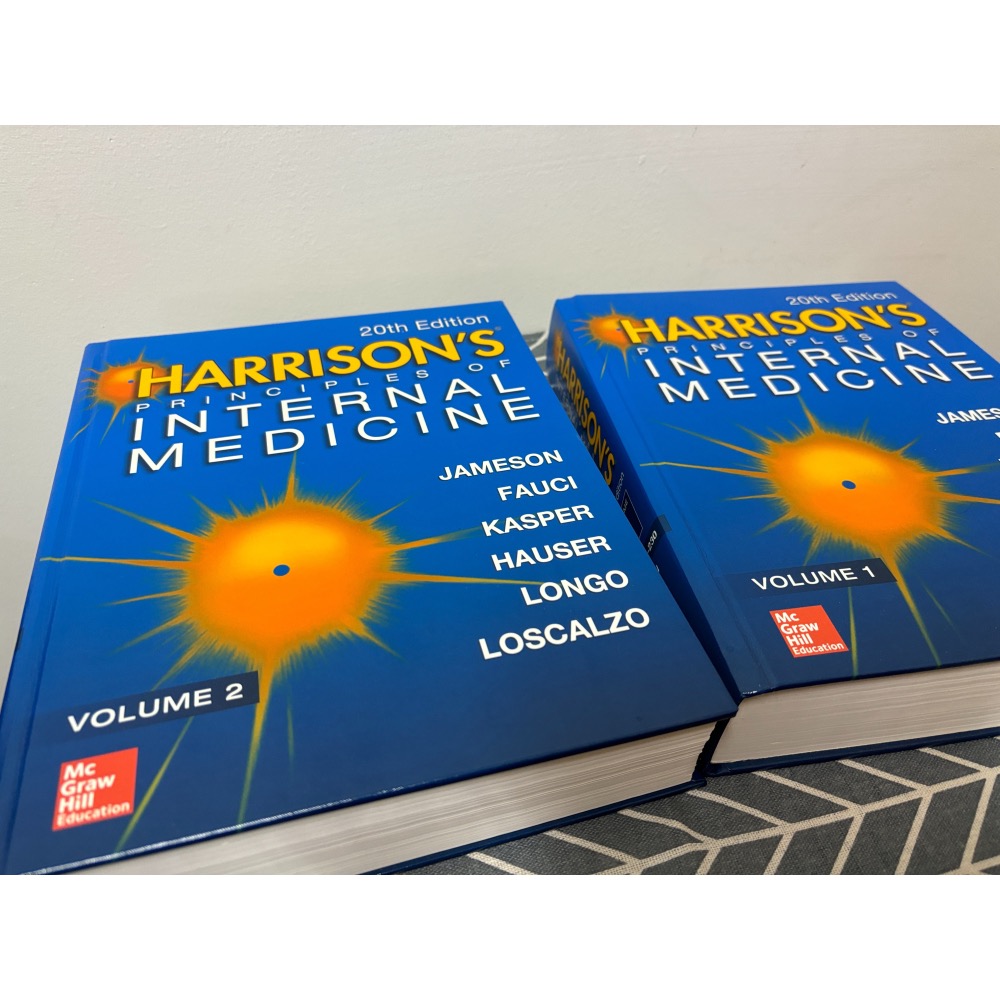 20th Edition
HARRISON'S®
PRINCIPLES OF
INTERNAL
MEDICINE
JAMESON
FAUCI
KASPER
HAUSER
LONGO
LOSCALZO
VOLUME 2
Mc
Graw
Hill
Education
20th Edition
HARRISON'S
PRINCIPLES OF
INTERNAL
MEDICINE
VOLUME 1
Mc
Graw
Hill
Education
HARRISON'S